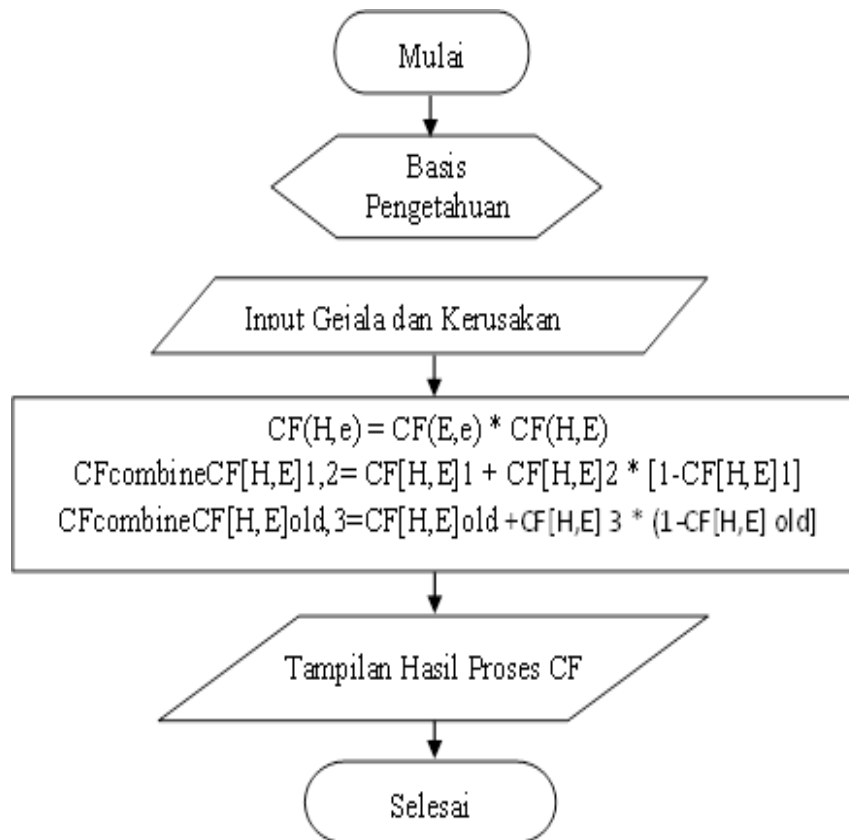 Mulai
Basis
Pengetahuan
Input Gejala dan Kerusakan
CF(H,e) = CF(E,e) * CF(H,E)
CFcombineCF[H,E]1,2= CF[H,E]1 + CF[H,E]2 * [1-CF[H,E]1]
CFcombineCF[H,E]old,3=CF[H,E]old +CF[H,E] 3 * (1-CF[H,E] old]
Tampilan Hasil Proses CF
Selesai